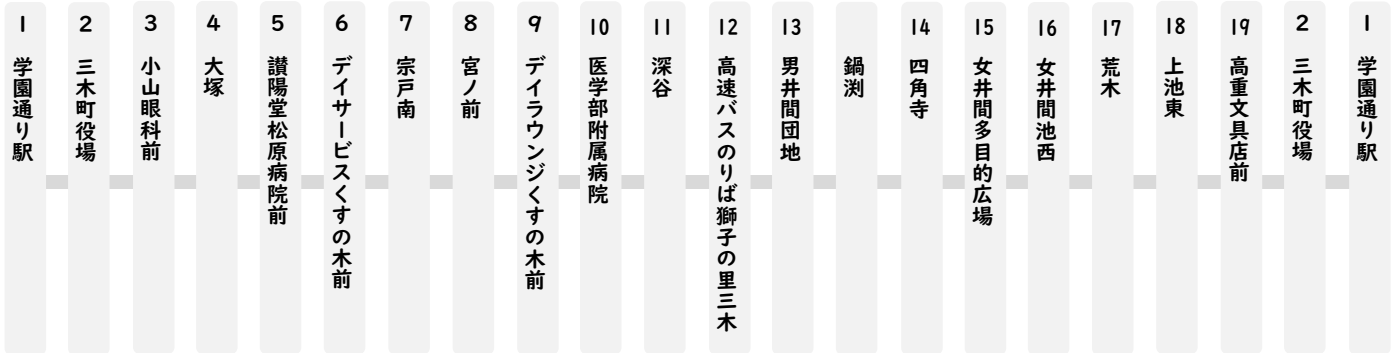 1 学園通り駅
2 三木町役場
3 小山眼科前
4 大塚
5 讃陽堂松原病院前
6 デイサービスくすの木前
7 宗戸南
8 宮ノ前
9 デイラウンジくすの木前
10 医学部附属病院
11 深谷
12 高速バスのりば獅子の里三木
13 男井間団地
鍋渕
14 四角寺
15 女井間多目的広場
16 女井間池西
17 荒木
18 上池東
19 高重文具店前
2 三木町役場
1 学園通り駅